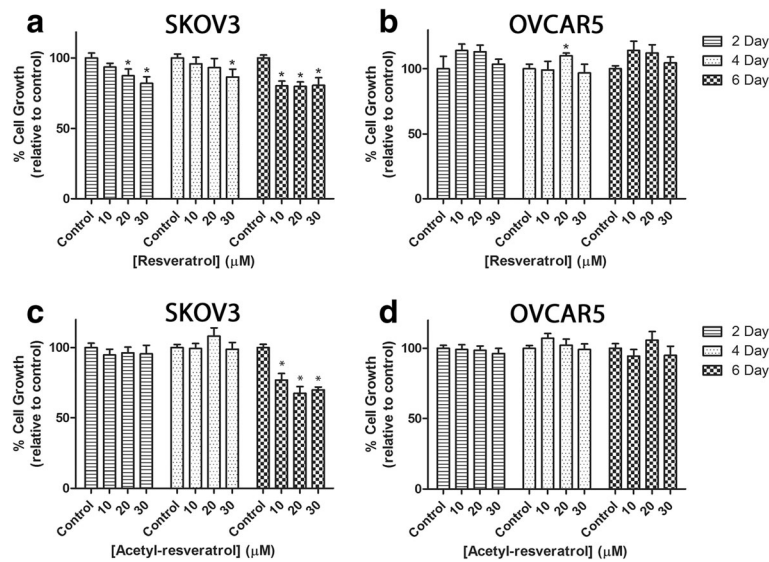 a SKOV3
% Cell Growth
(relative to control)
100
50
0
* * * * * *
Control 10 20 30 Control 10 20 30 Control 10 20 30
[Resveratrol] (μM)
b OVCAR5
% Cell Growth
(relative to control)
100
50
0
*
Control 10 20 30 Control 10 20 30 Control 10 20 30
[Resveratrol] (μM)
2 Day
4 Day
6 Day
c SKOV3
% Cell Growth
(relative to control)
100
50
0
* * *
Control 10 20 30 Control 10 20 30 Control 10 20 30
[Acetyl-resveratrol] (μM)
d OVCAR5
% Cell Growth
(relative to control)
100
50
0
Control 10 20 30 Control 10 20 30 Control 10 20 30
[Acetyl-resveratrol] (μM)
2 Day
4 Day
6 Day